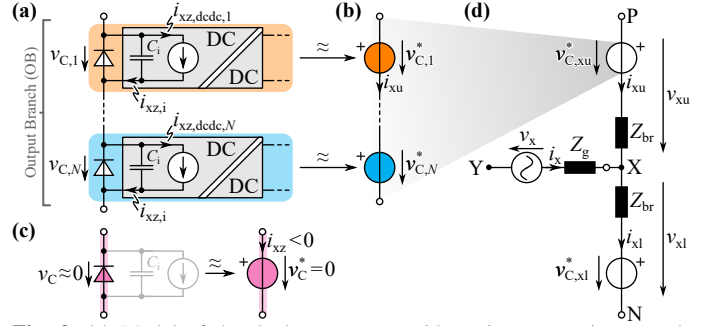 (a)
Output Branch (OB)
i_xz,dcdc,1
v_C,1
C_i
DC
DC
i_xz,i
i_xz,dcdc,N
v_C,N
C_i
DC
DC
i_xz,i
≈
≈
(b)
+
v*_C,1
i_xu
+
v*_C,N
(c)
v_C≈0
C_i
≈
i_xz<0
+
v*_C=0
(d)
P
v*_C,xu
+
i_xu
v_xu
Z_br
v_x
Y
+
i_x
Z_g
X
Z_br
i_xl
v_xl
v*_C,xl
+
N